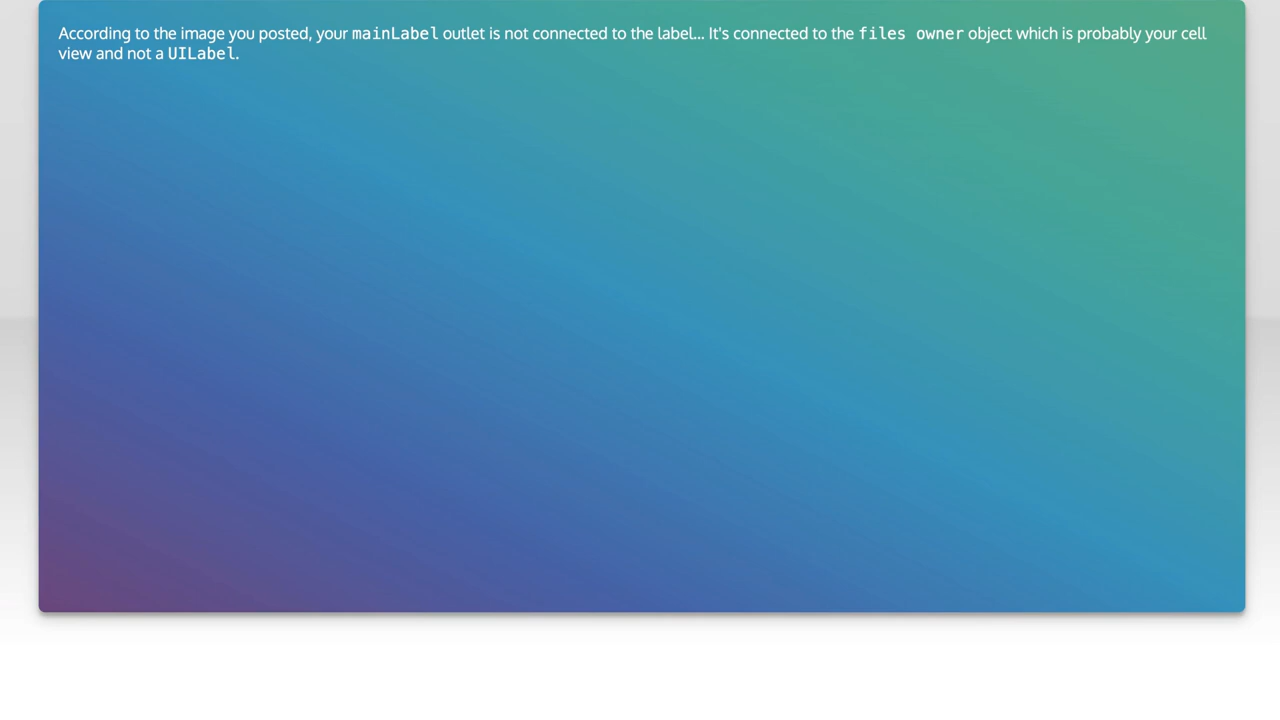 According to the image you posted, your mainLabel outlet is not connected to the label... It's connected to the files owner object which is probably your cell
view and not a UILabel.